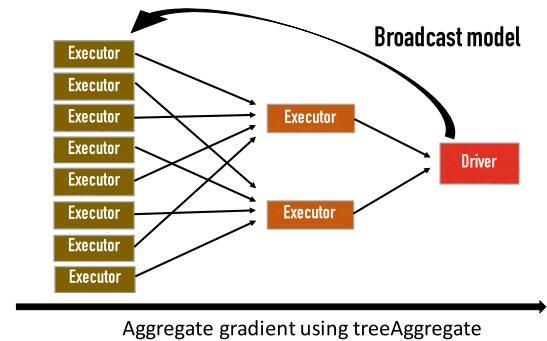 Broadcast model
Executor
Executor
Executor
Executor
Executor
Executor
Executor
Executor
Executor
Executor
Driver
Aggregate gradient using treeAggregate